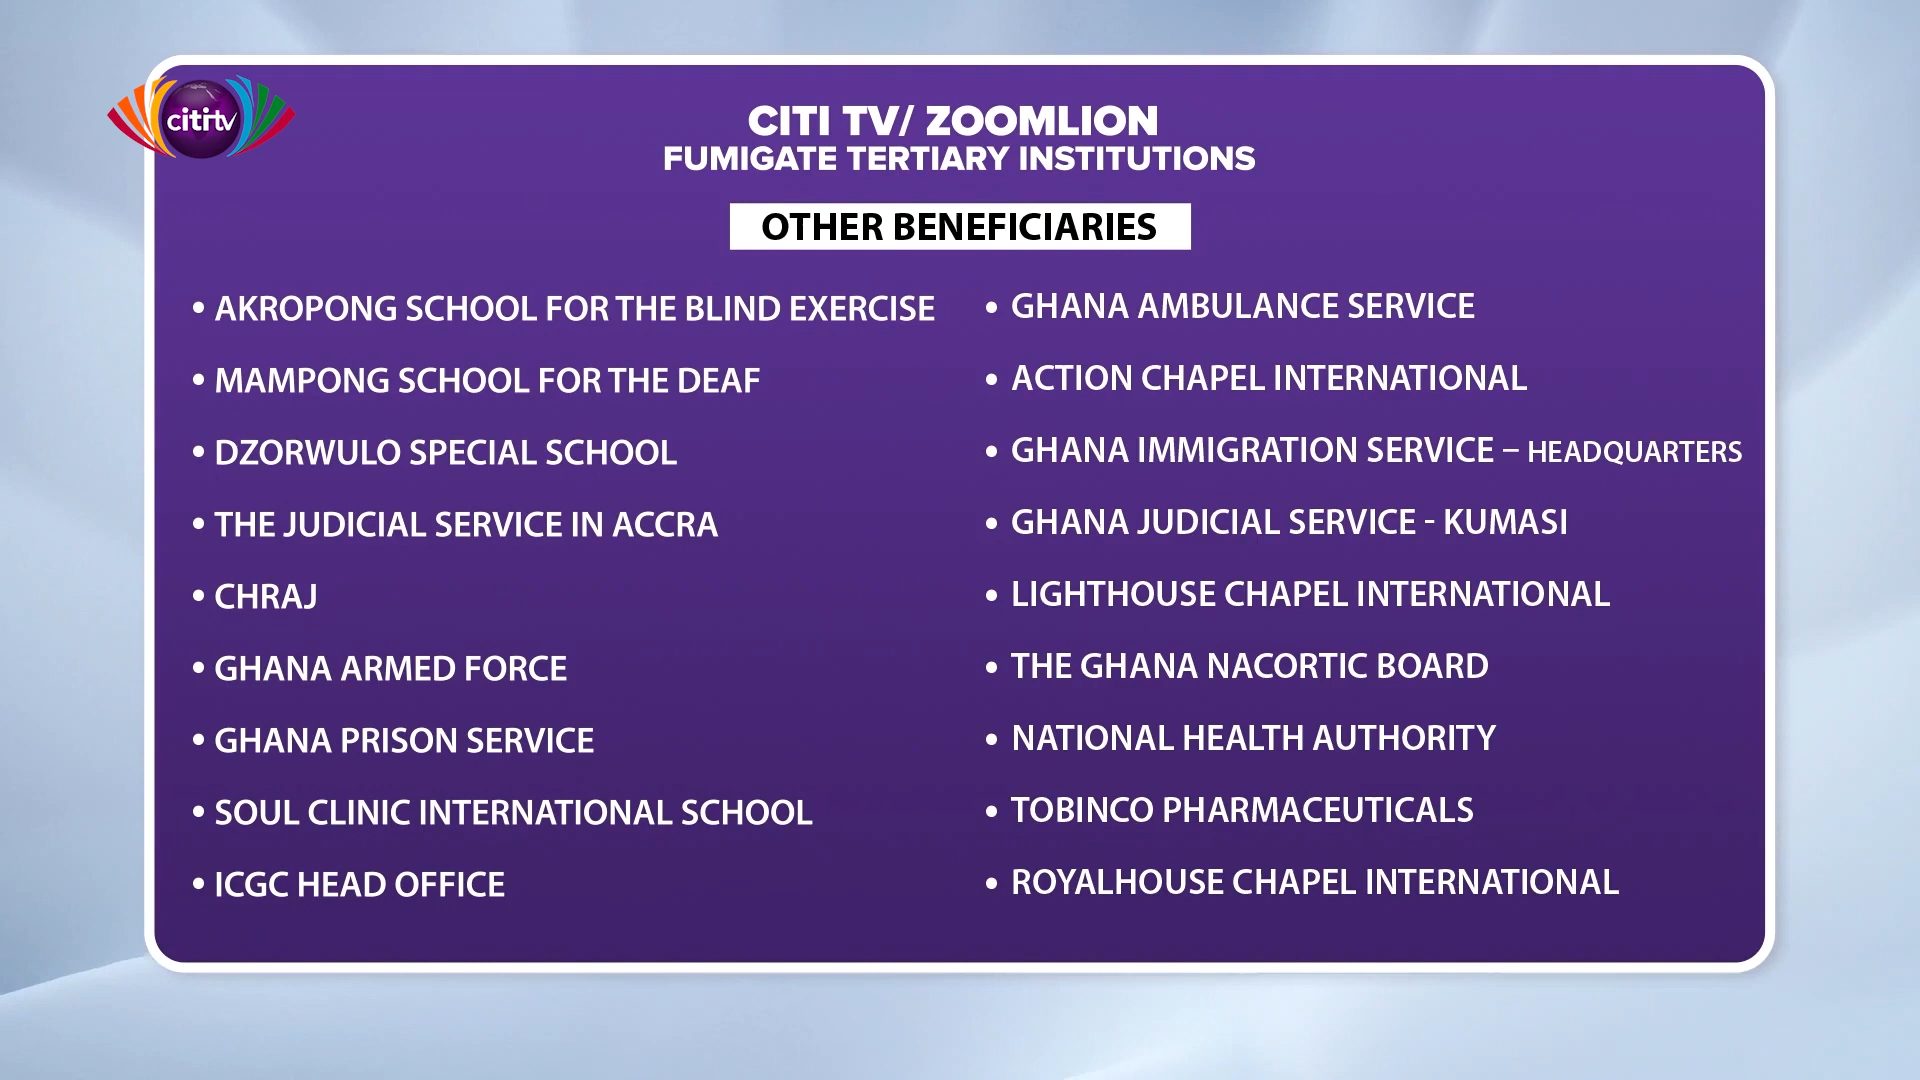 cititv
CITI TV/ ZOOMLION
FUMIGATE TERTIARY INSTITUTIONS
OTHER BENEFICIARIES
• AKROPONG SCHOOL FOR THE BLIND EXERCISE
• MAMPONG SCHOOL FOR THE DEAF
• DZORWULO SPECIAL SCHOOL
• THE JUDICIAL SERVICE IN ACCRA
• CHRAJ
• GHANA ARMED FORCE
• GHANA PRISON SERVICE
• SOUL CLINIC INTERNATIONAL SCHOOL
• ICGC HEAD OFFICE
• GHANA AMBULANCE SERVICE
• ACTION CHAPEL INTERNATIONAL
• GHANA IMMIGRATION SERVICE – HEADQUARTERS
• GHANA JUDICIAL SERVICE - KUMASI
• LIGHTHOUSE CHAPEL INTERNATIONAL
• THE GHANA NACORTIC BOARD
• NATIONAL HEALTH AUTHORITY
• TOBINCO PHARMACEUTICALS
• ROYALHOUSE CHAPEL INTERNATIONAL